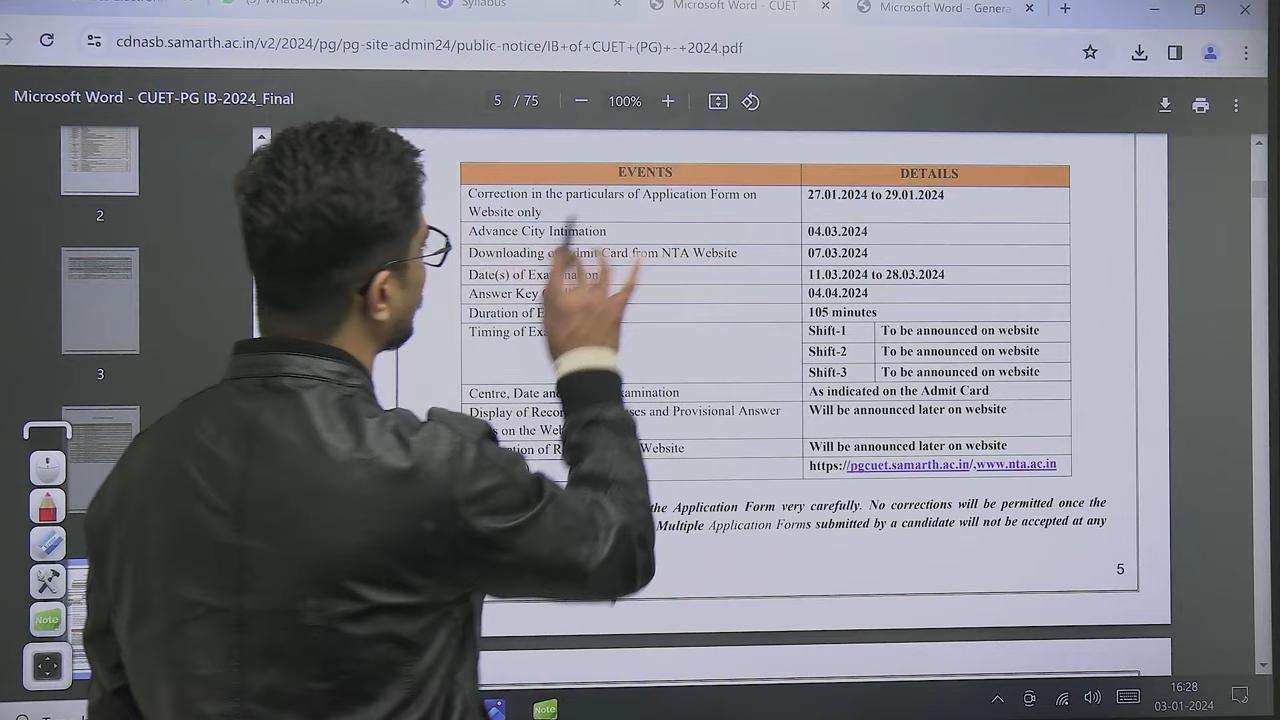 (5) WhatsApp
Syllabus
Microsoft Word - CUET
Microsoft Word - Genera
cdnasb.samarth.ac.in/v2/2024/pg/pg-site-admin24/public-notice/IB+of+CUET+(PG)+-+2024.pdf
Microsoft Word - CUET-PG IB-2024_Final
5 / 75
100%
2
3
EVENTS DETAILS
Correction in the particulars of Application Form on
Website only
27.01.2024 to 29.01.2024
Advance City Intimation 04.03.2024
Downloading of Admit Card from NTA Website 07.03.2024
Date(s) of Examination 11.03.2024 to 28.03.2024
Answer Key 04.04.2024
Duration of 105 minutes
Timing of
Shift-1 To be announced on website
Shift-2 To be announced on website
Shift-3 To be announced on website
Centre, Date and Examination As indicated on the Admit Card
Display of and Provisional Answer
on the
Will be announced later on website
Website Will be announced later on website
https://pgcuet.samarth.ac.in/,www.nta.ac.in
the Application Form very carefully. No corrections will be permitted once the
Multiple Application Forms submitted by a candidate will not be accepted at any
5
Note
Note
16:28
03-01-2024